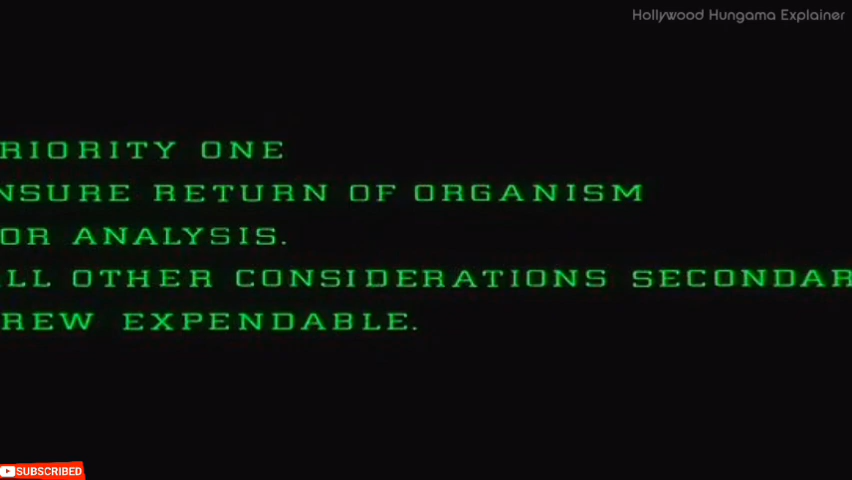 Hollywood Hungama Explainer
RIORITY ONE
NSURE RETURN OF ORGANISM
OR ANALYSIS.
LL OTHER CONSIDERATIONS SECONDAR
REW EXPENDABLE.
SUBSCRIBED